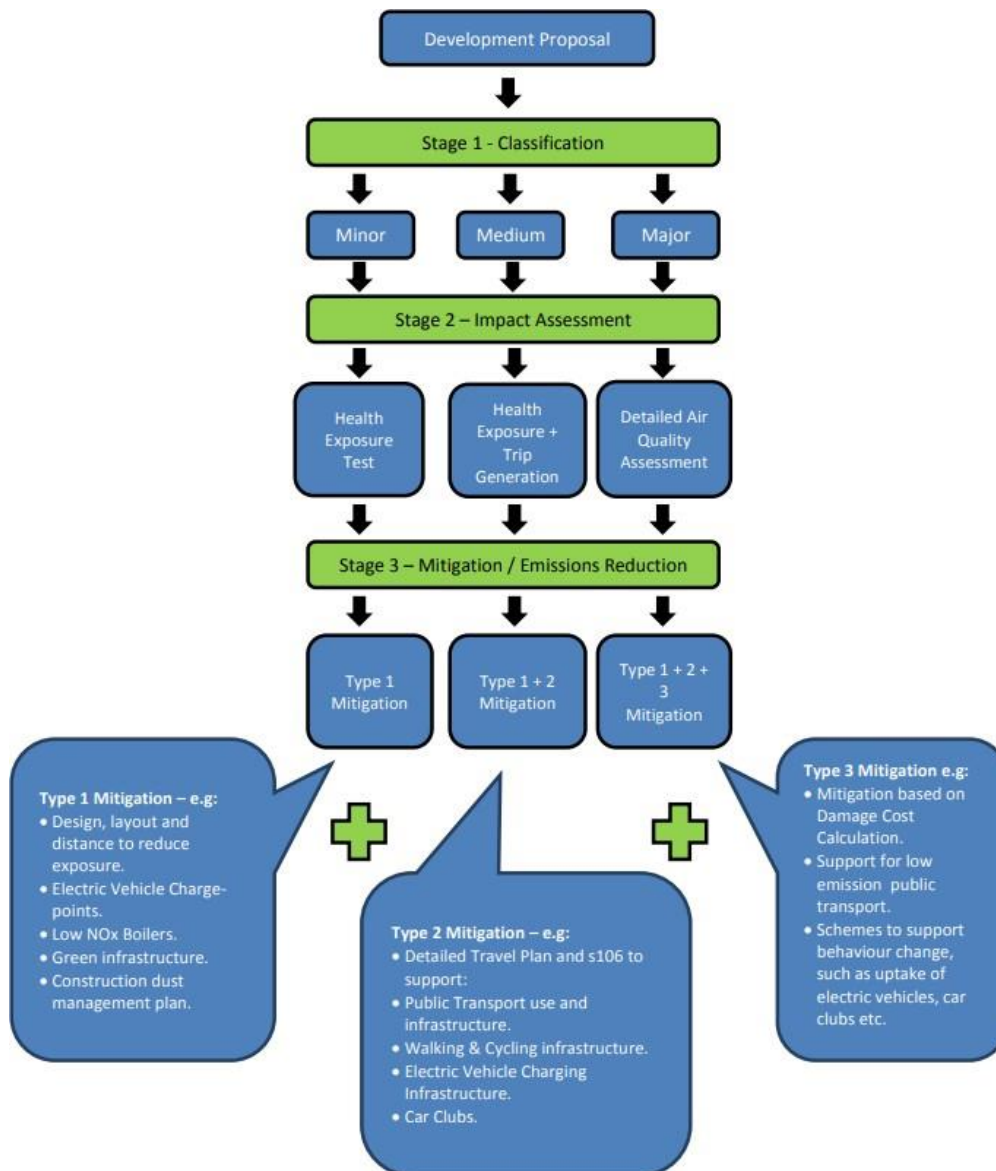 Development Proposal
Stage 1 - Classification
Minor
Medium
Major
Stage 2 – Impact Assessment
Health
Exposure
Test
Health
Exposure +
Trip
Generation
Detailed Air
Quality
Assessment
Stage 3 – Mitigation / Emissions Reduction
Type 1
Mitigation
Type 1 + 2
Mitigation
Type 1 + 2 +
3
Mitigation
Type 1 Mitigation – e.g:
• Design, layout and
distance to reduce
exposure.
• Electric Vehicle Charge-
points.
• Low NOx Boilers.
• Green infrastructure.
• Construction dust
management plan.
Type 2 Mitigation – e.g:
• Detailed Travel Plan and s106 to
support:
• Public Transport use and
infrastructure.
• Walking & Cycling infrastructure.
• Electric Vehicle Charging
Infrastructure.
• Car Clubs.
Type 3 Mitigation e.g:
• Mitigation based on
Damage Cost
Calculation.
• Support for low
emission public
transport.
• Schemes to support
behaviour change,
such as uptake of
electric vehicles, car
clubs etc.